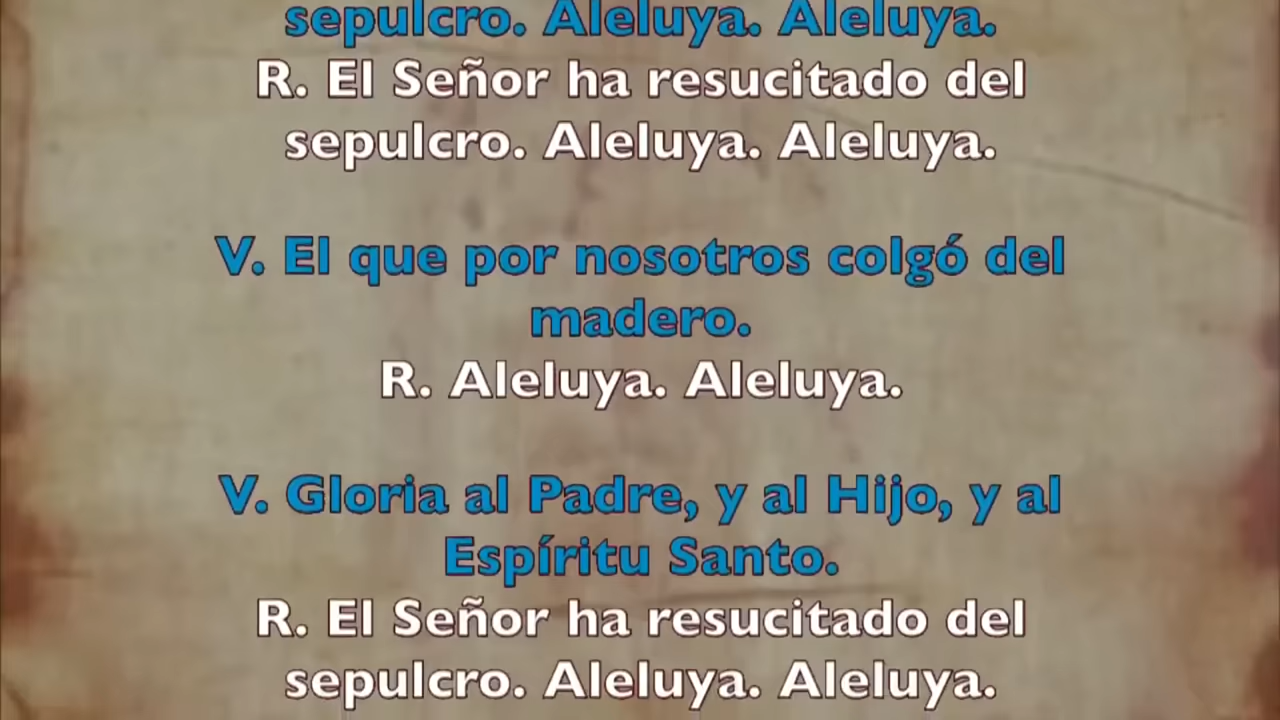 sepulcro. Aleluya. Aleluya.
R. El Señor ha resucitado del
sepulcro. Aleluya. Aleluya.
V. El que por nosotros colgó del
madero.
R. Aleluya. Aleluya.
V. Gloria al Padre, y al Hijo, y al
Espíritu Santo.
R. El Señor ha resucitado del
sepulcro. Aleluya. Aleluya.